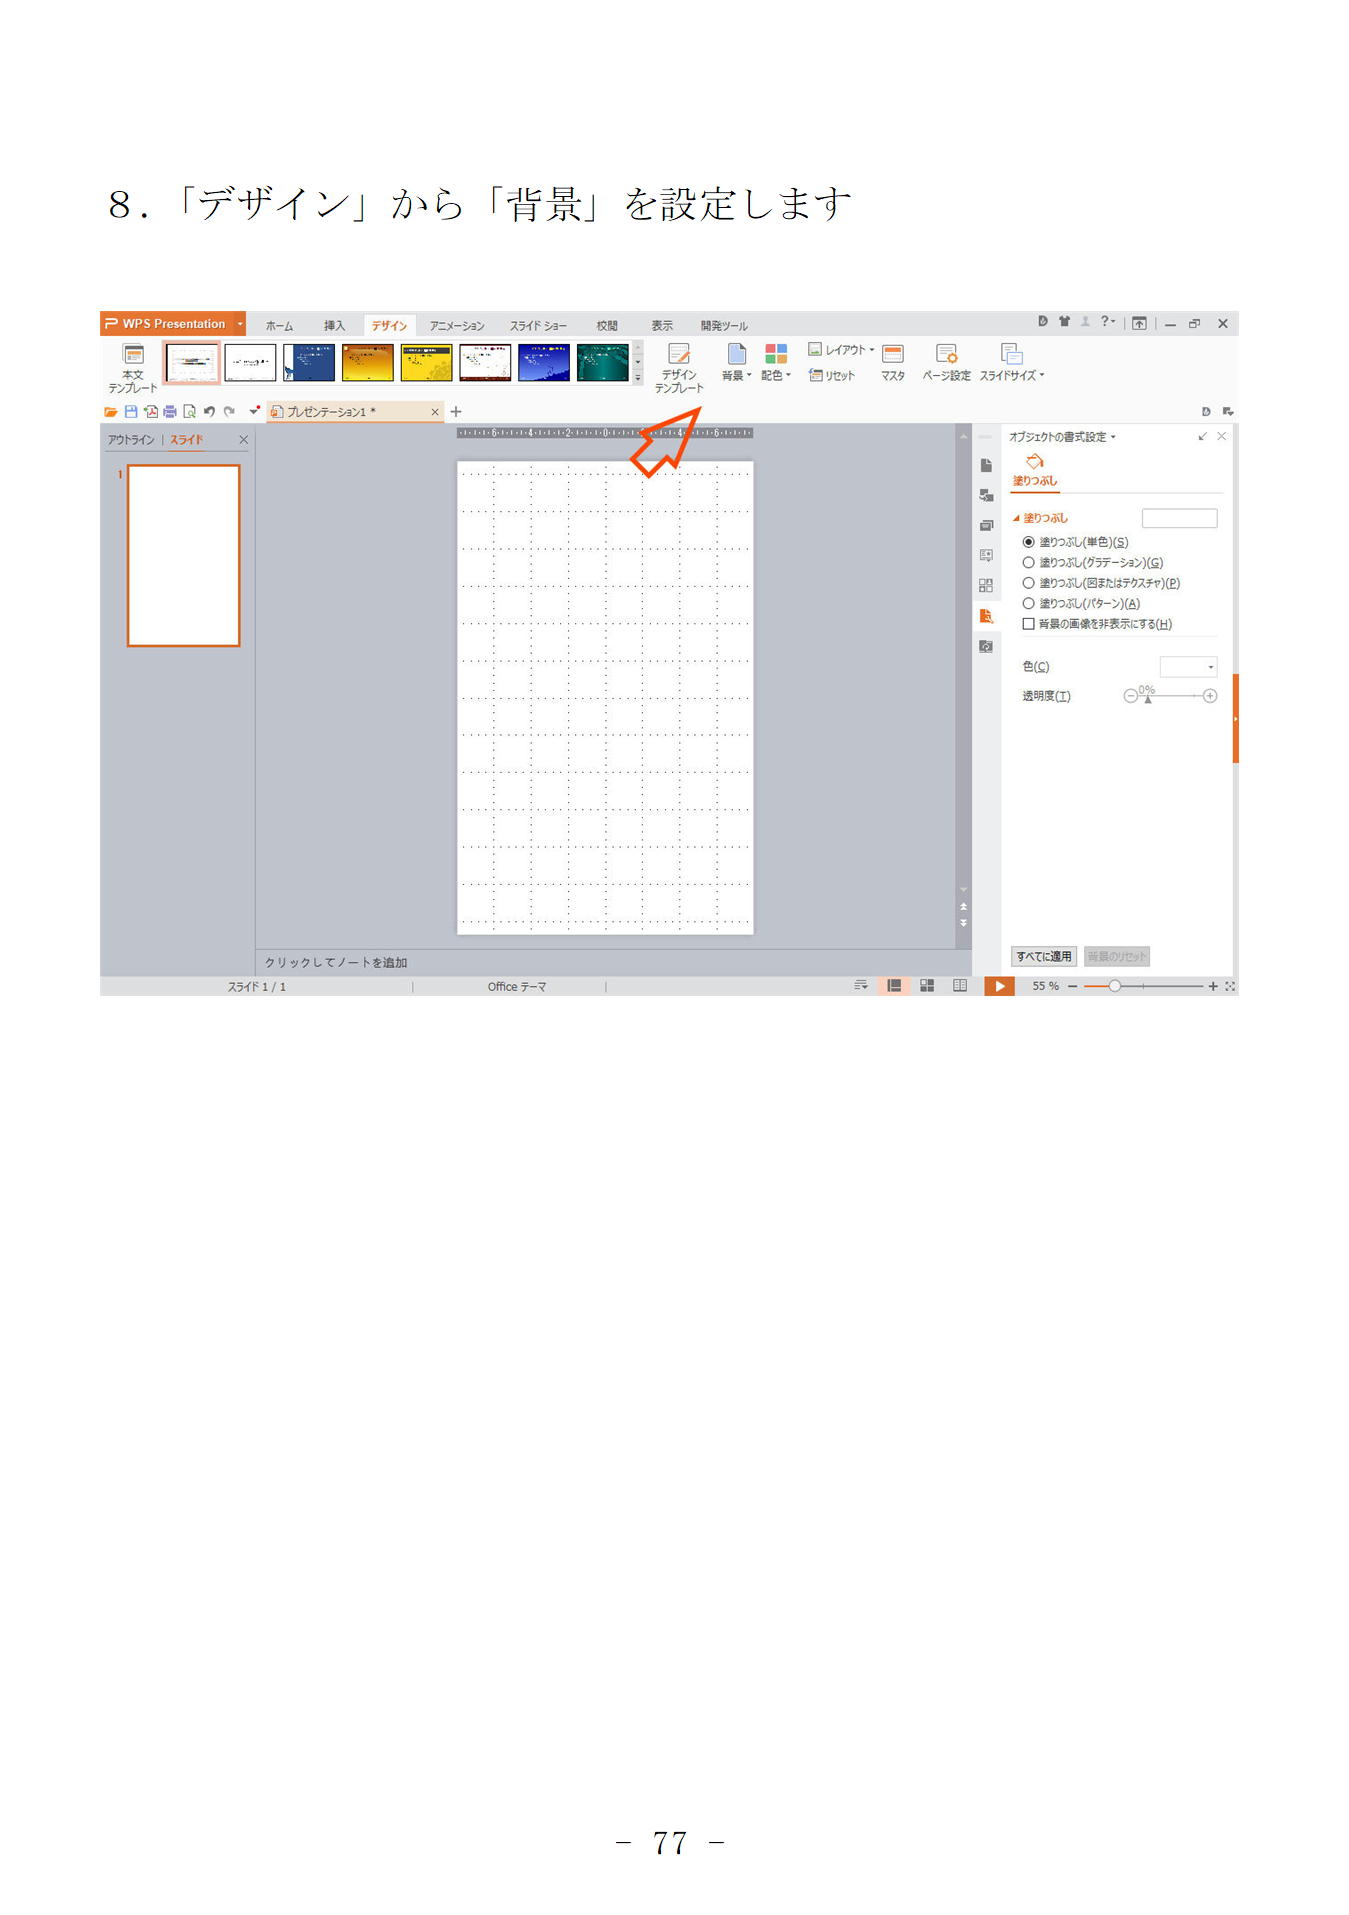 ８．「デザイン」から「背景」を設定します
WPS Presentation ホーム 挿入 デザイン アニメーション スライド ショー 校閲 表示 開発ツール
本文 テンプレート
デザイン テンプレート
背景 配色
レイアウト
リセット
マスタ ページ設定 スライドサイズ
プレゼンテーション1 *
アウトライン スライド
1
6 4 2 0 4 6
オブジェクトの書式設定
塗りつぶし
塗りつぶし
塗りつぶし(単色)(S)
塗りつぶし(グラデーション)(G)
塗りつぶし(図またはテクスチャ)(P)
塗りつぶし(パターン)(A)
背景の画像を非表示にする(H)
色(C)
透明度(T) 0%
すべてに適用 背景のリセット
クリックしてノートを追加
スライド 1 / 1 Office テーマ 55 %
- 77 -